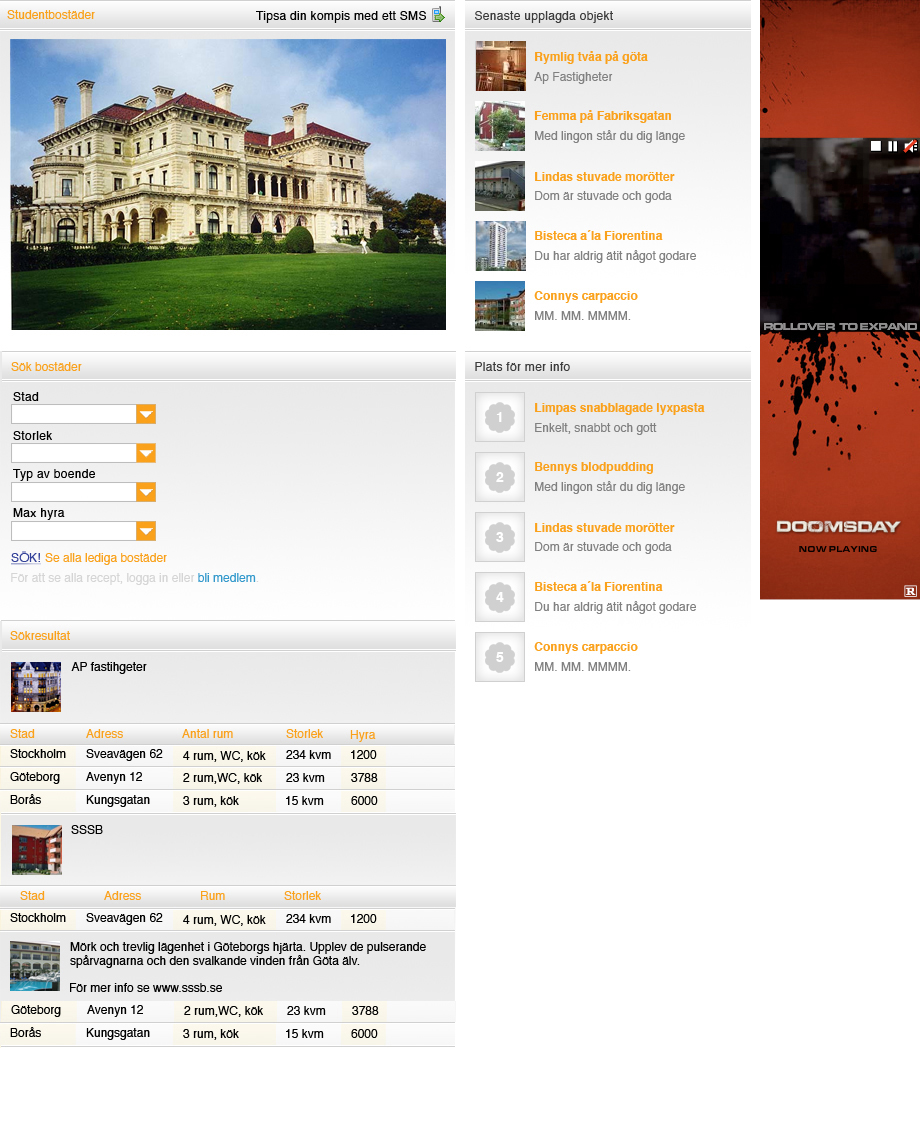 Studentbostäder
Tipsa din kompis med ett SMS
Senaste upplagda objekt
Rymlig tvåa på göta
Ap Fastigheter
Femma på Fabriksgatan
Med lingon står du dig länge
Lindas stuvade morötter
Dom är stuvade och goda
Bisteca a´la Fiorentina
Du har aldrig ätit något godare
Connys carpaccio
MM. MM. MMMM.
ROLLOVER TO EXPAND
DOOMSDAY
NOW PLAYING
R
Sök bostäder
Stad
Storlek
Typ av boende
Max hyra
SÖK! Se alla lediga bostäder
För att se alla recept, logga in eller bli medlem
Plats för mer info
1
Limpas snabblagade lyxpasta
Enkelt, snabbt och gott
2
Bennys blodpudding
Med lingon står du dig länge
3
Lindas stuvade morötter
Dom är stuvade och goda
4
Bisteca a´la Fiorentina
Du har aldrig ätit något godare
5
Connys carpaccio
MM. MM. MMMM.
Sökresultat
AP fastihgeter
Stad Adress Antal rum Storlek Hyra
Stockholm Sveavägen 62 4 rum, WC, kök 234 kvm 1200
Göteborg Avenyn 12 2 rum,WC, kök 23 kvm 3788
Borås Kungsgatan 3 rum, kök 15 kvm 6000
SSSB
Stad Adress Rum Storlek
Stockholm Sveavägen 62 4 rum, WC, kök 234 kvm 1200
Mörk och trevlig lägenhet i Göteborgs hjärta. Upplev de pulserande
spårvagnarna och den svalkande vinden från Göta älv.
För mer info se www.sssb.se
Göteborg Avenyn 12 2 rum,WC, kök 23 kvm 3788
Borås Kungsgatan 3 rum, kök 15 kvm 6000